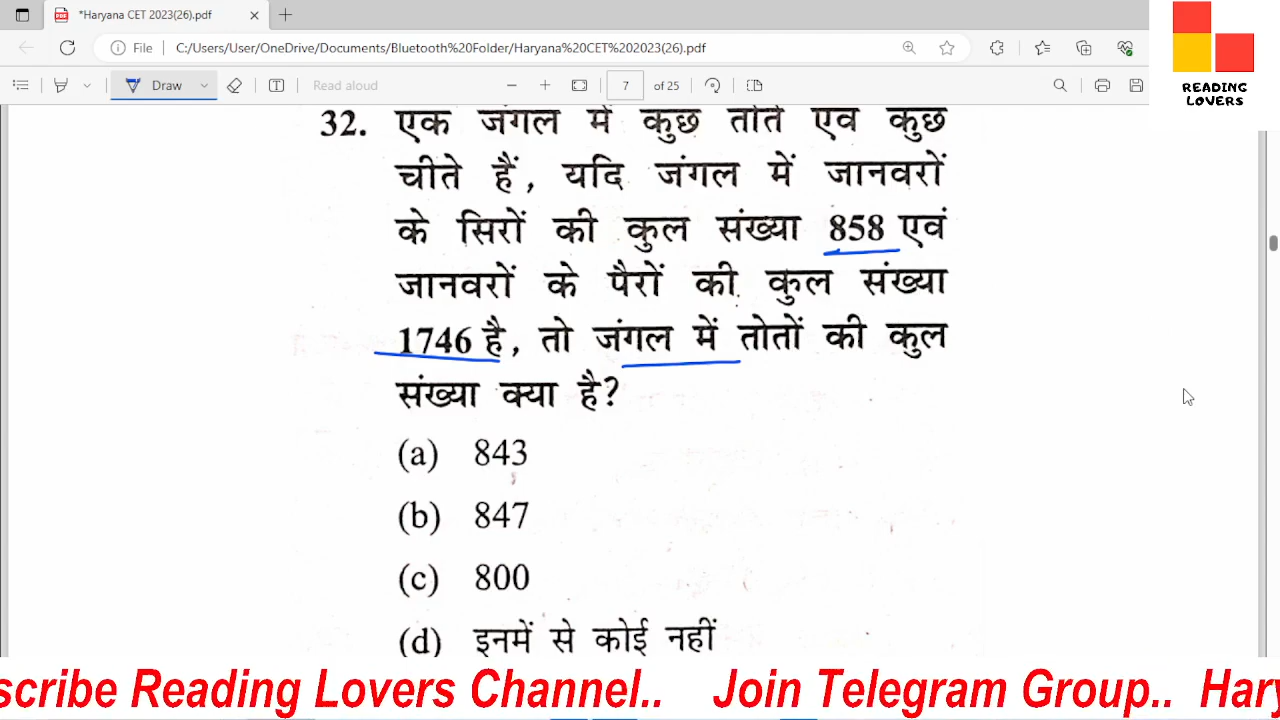 *Haryana CET 2023(26).pdf
File C:/Users/User/OneDrive/Documents/Bluetooth%20Folder/Haryana%20CET%202023(26).pdf
Draw Read aloud 7 of 25
READING
LOVERS
32. एक जंगल में कुछ तोते एवं कुछ
चीते हैं, यदि जंगल में जानवरों
के सिरों की कुल संख्या 858 एवं
जानवरों के पैरों की कुल संख्या
1746 है, तो जंगल में तोतों की कुल
संख्या क्या है?
(a) 843
(b) 847
(c) 800
(d) इनमें से कोई नहीं
scribe Reading Lovers Channel.. Join Telegram Group.. Hary